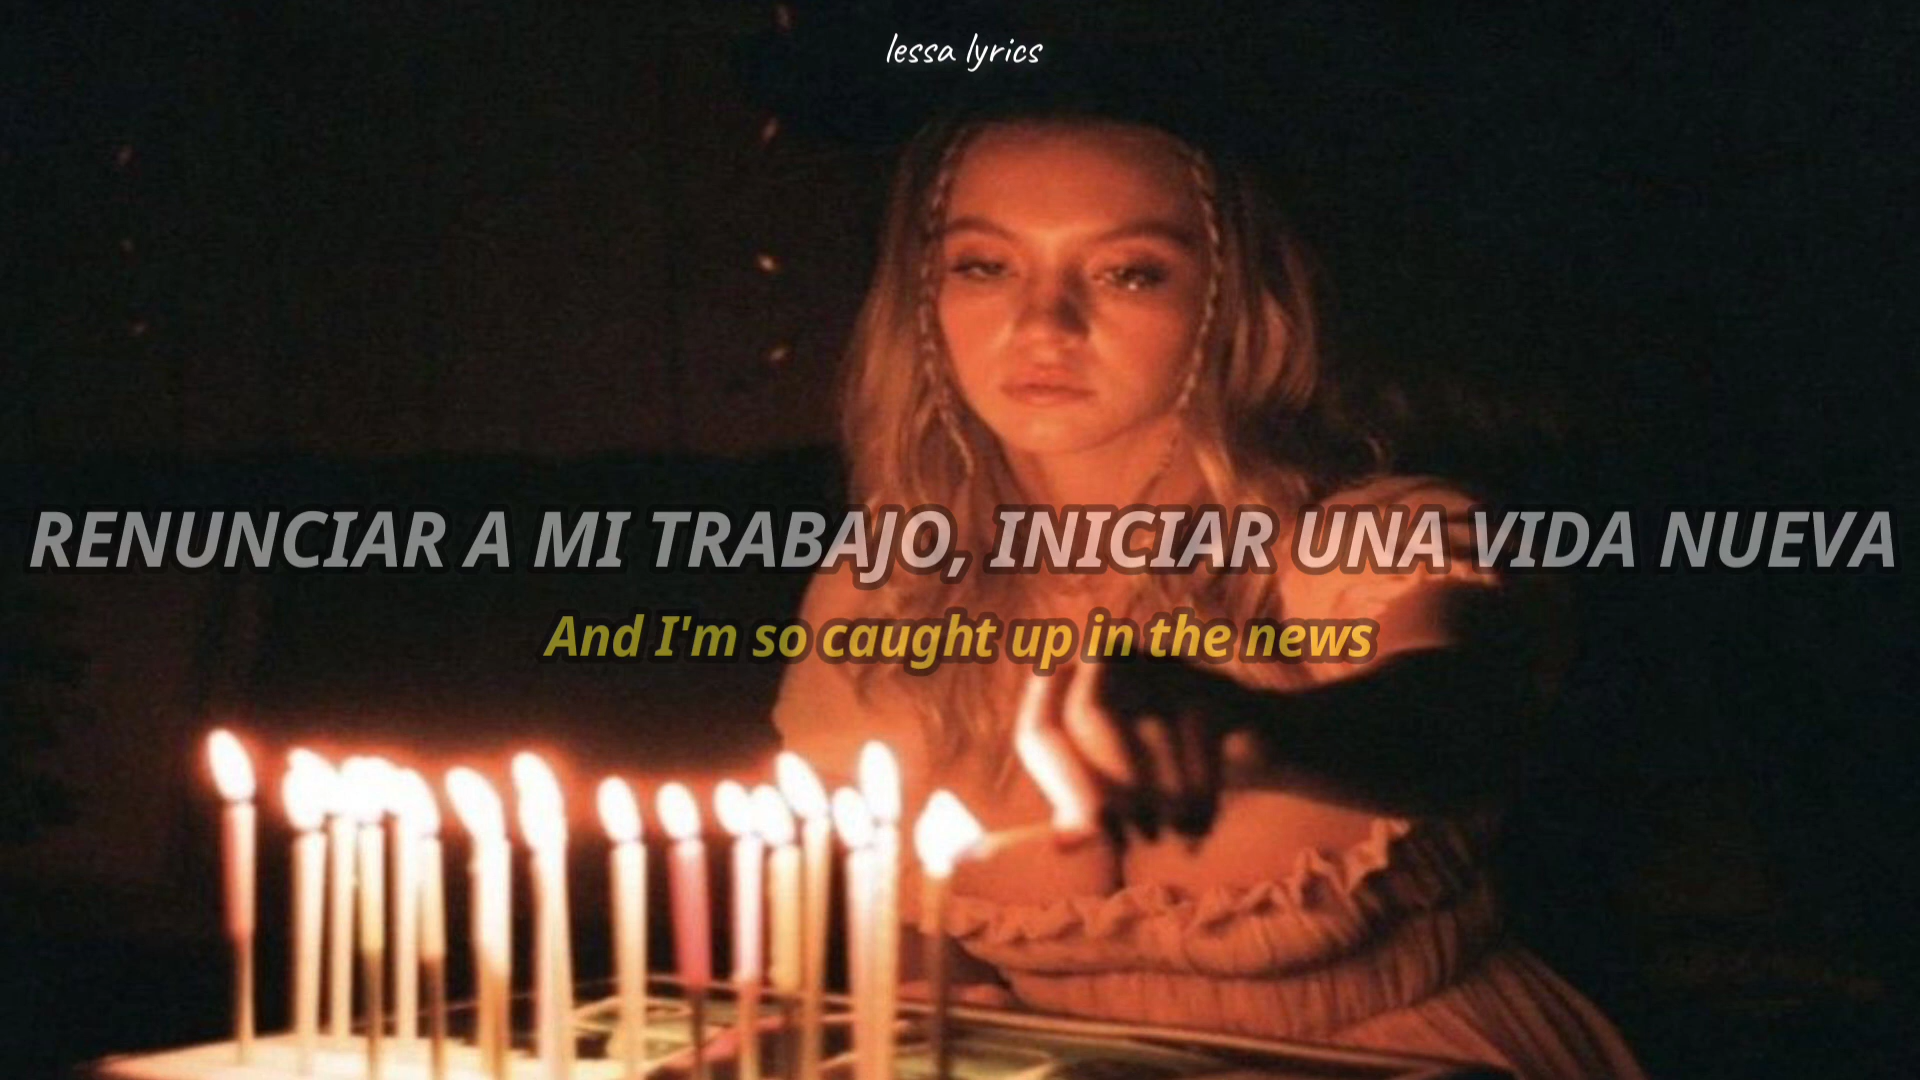 lessa lyrics
RENUNCIAR A MI TRABAJO, INICIAR UNA VIDA NUEVA
And I'm so caught up in the news